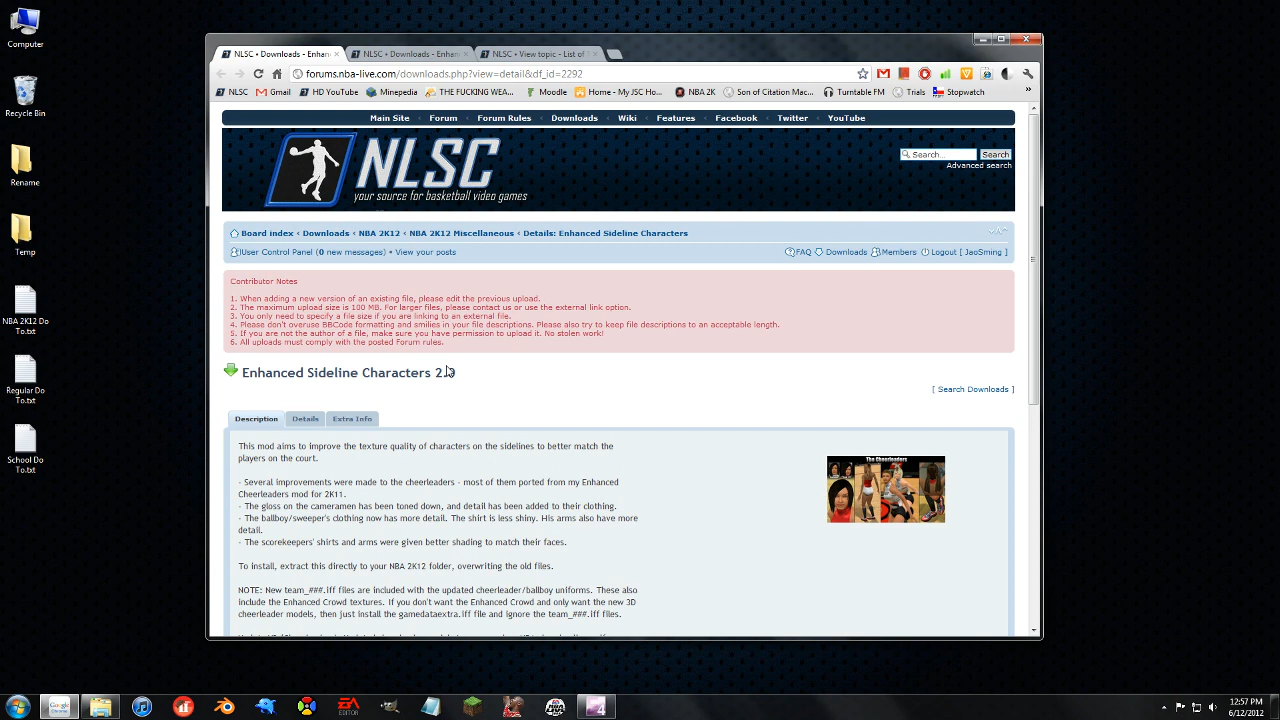 Computer
Recycle Bin
Rename
Temp
NBA 2K12 Do
To.txt
Regular Do
To.txt
School Do
To.txt
NLSC • Downloads - Enhan
NLSC • Downloads - Enhan
NLSC • View topic - List of
forums.nba-live.com/downloads.php?view=detail&df_id=2292
NLSC
Gmail
HD YouTube
Minepedia
THE FUCKING WEA...
Moodle
Home - My JSC Ho...
NBA 2K
Son of Citation Mac...
Turntable FM
Trials
Stopwatch
Main Site
Forum
Forum Rules
Downloads
Wiki
Features
Facebook
Twitter
YouTube
NLSC
your source for basketball video games
Search...
Search
Advanced search
Board index ‹ Downloads ‹ NBA 2K12 ‹ NBA 2K12 Miscellaneous ‹ Details: Enhanced Sideline Characters
User Control Panel (0 new messages) • View your posts
FAQ
Downloads
Members
Logout [ JaoSming ]
Contributor Notes
1. When adding a new version of an existing file, please edit the previous upload.
2. The maximum upload size is 100 MB. For larger files, please contact us or use the external link option.
3. You only need to specify a file size if you are linking to an external file.
4. Please don't overuse BBCode formatting and smilies in your file descriptions. Please also try to keep file descriptions to an acceptable length.
5. If you are not the author of a file, make sure you have permission to upload it. No stolen work!
6. All uploads must comply with the posted Forum rules.
Enhanced Sideline Characters
[ Search Downloads ]
Description
Details
Extra Info
This mod aims to improve the texture quality of characters on the sidelines to better match the
players on the court.
- Several improvements were made to the cheerleaders - most of them ported from my Enhanced
Cheerleaders mod for 2K11.
- The gloss on the cameramen has been toned down, and detail has been added to their clothing.
- The ballboy/sweeper's clothing now has more detail. The shirt is less shiny. His arms also have more
detail.
- The scorekeepers' shirts and arms were given better shading to match their faces.
To install, extract this directly to your NBA 2K12 folder, overwriting the old files.
NOTE: New team_###.iff files are included with the updated cheerleader/ballboy uniforms. These also
include the Enhanced Crowd textures. If you don't want the Enhanced Crowd and only want the new 3D
cheerleader models, then just install the gamedataextra.iff file and ignore the team_###.iff files.
The Cheerleaders
Google
chrome
EA
EDITOR
NBA
12:57 PM
6/12/2012